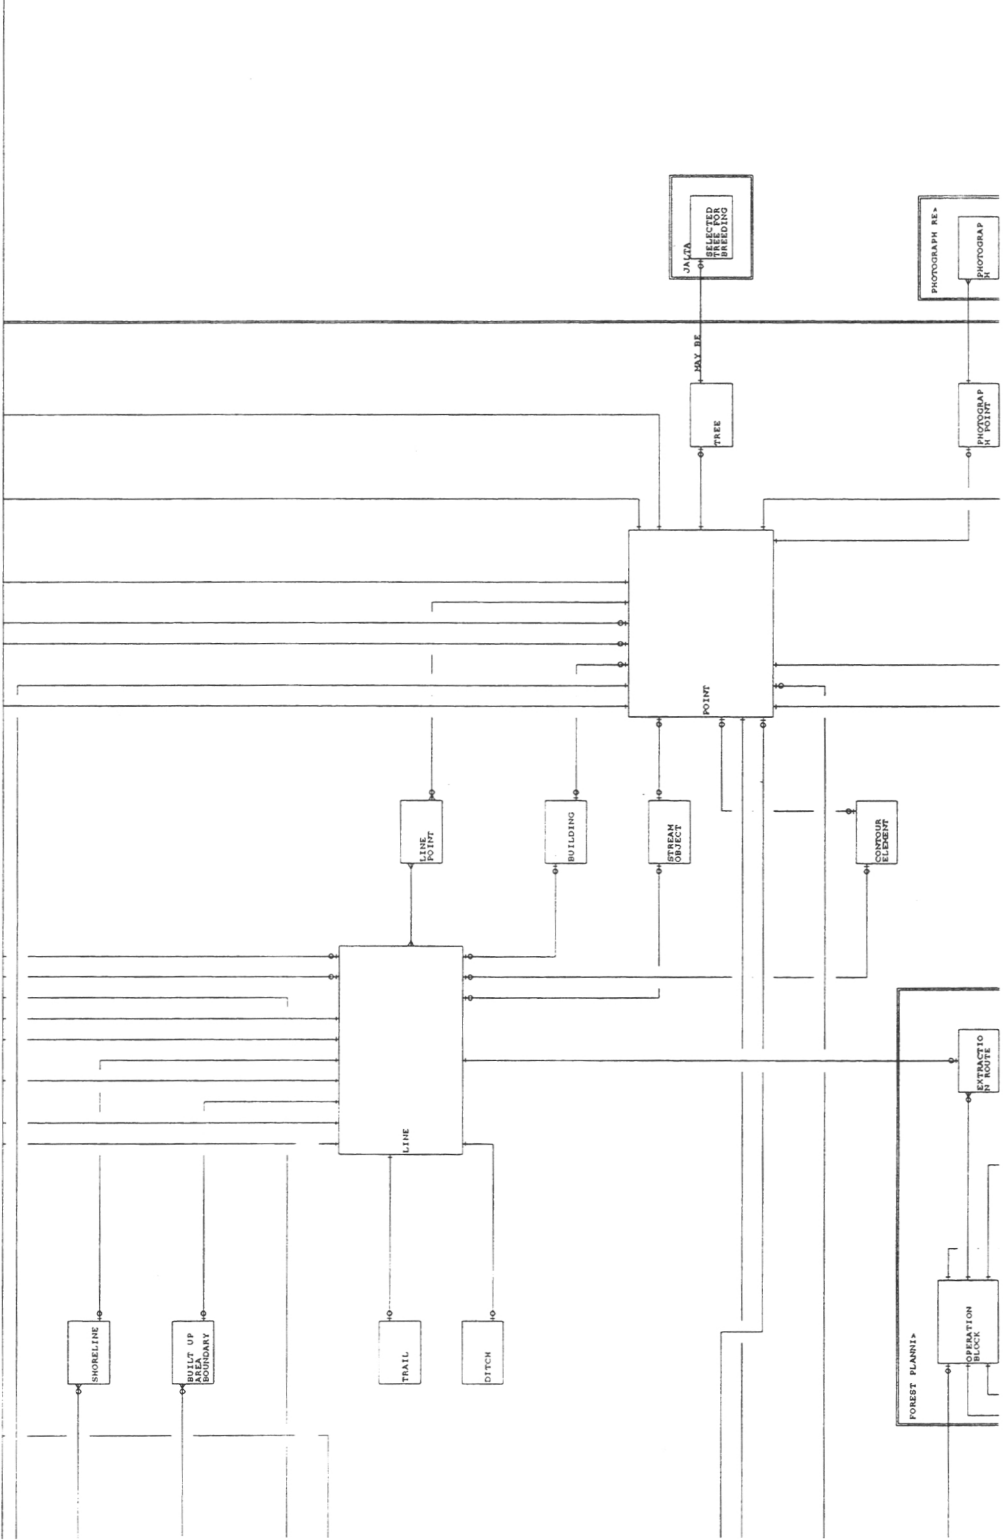 JALTA
SELECTED
TREE FOR
BREEDING
PHOTOGRAPH RE>
PHOTOGRAP
H
MAY BE
TREE
PHOTOGRAP
H POINT
POINT
LINE
POINT
BUILDING
STREAM
OBJECT
CONTOUR
ELEMENT
LINE
EXTRACTIO
N ROUTE
SHORELINE
BUILT UP
AREA
BOUNDARY
TRAIL
DITCH
FOREST PLANNI>
OPERATION
BLOCK